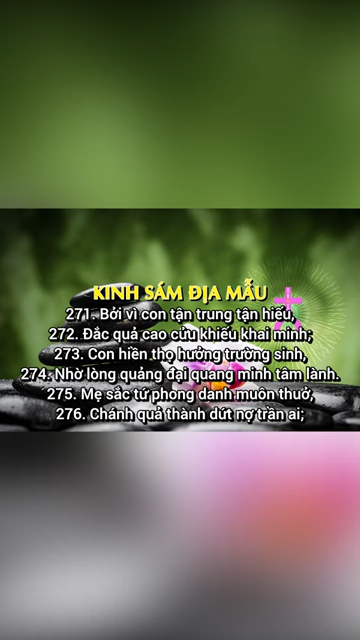 KINH SÁM ĐỊA MẪU
271. Bởi vì con tận trung tận hiếu,
272. Đắc quả cao cửu khiếu khai minh;
273. Con hiền thọ hưởng trường sinh,
274. Nhờ lòng quảng đại quang minh tâm lành.
275. Mẹ sắc tứ phong danh muôn thuở,
276. Chánh quả thành dứt nợ trần ai;